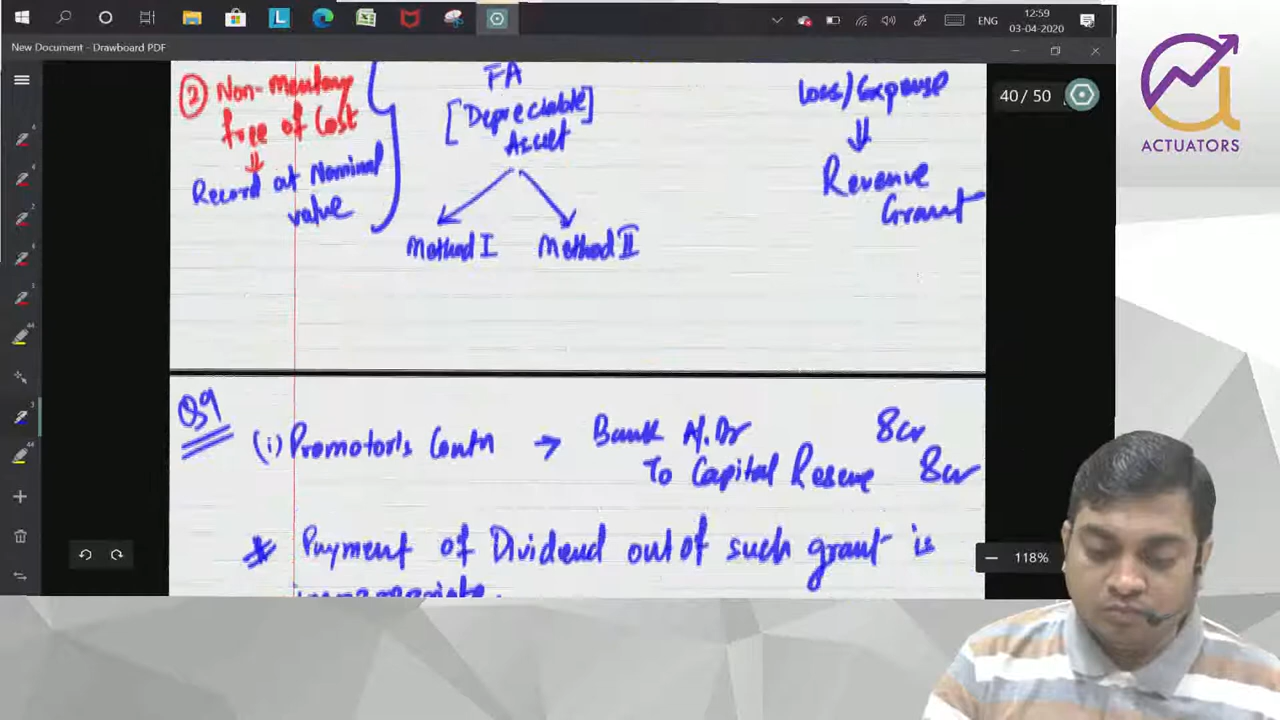 12:59
ENG
03-04-2020
New Document - Drawboard PDF
40 / 50
ACTUATORS
② Non-monetary
free of Cost
Record at Nominal
value
FA
[Depreciable]
Asset
Method I
Method II
Loss/Expense
Revenue
Grant
Q9
(i) Promotor's Contn → Bank A/. Dr 8cr
To Capital Reserve 8cr
* Payment of Dividend out of such grant is
118%